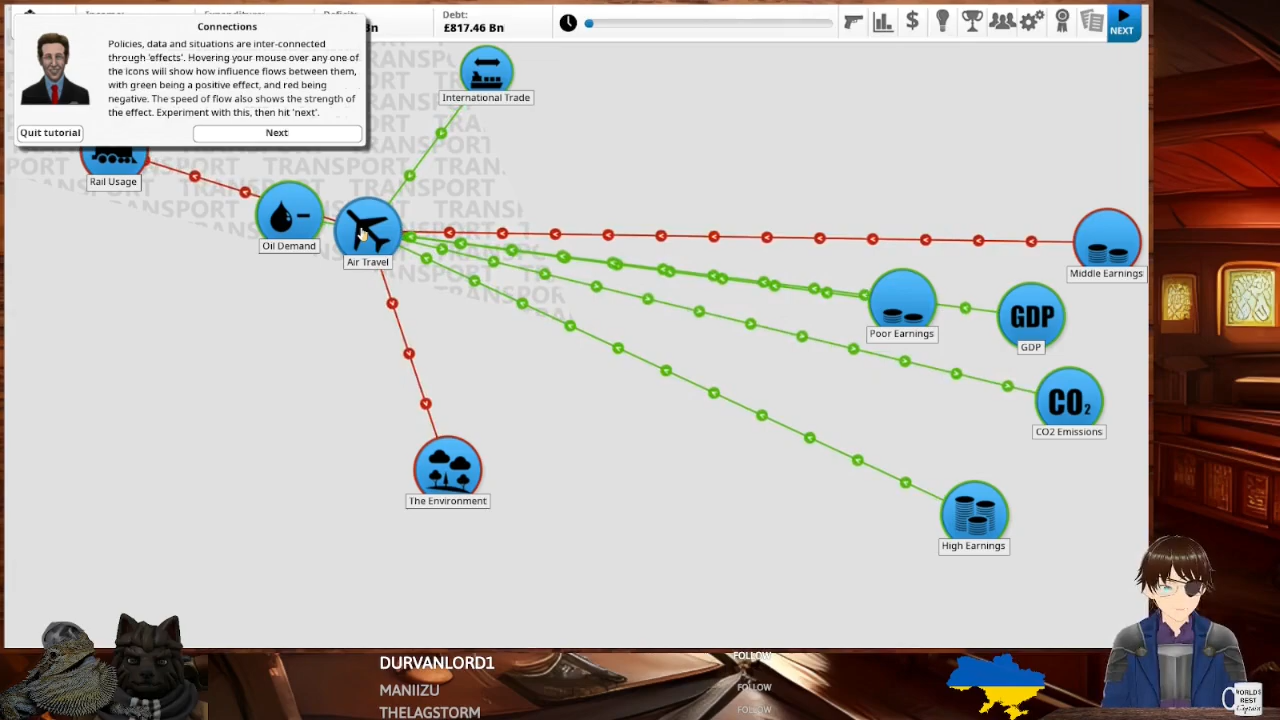 Connections
Policies, data and situations are inter-connected
through 'effects'. Hovering your mouse over any one of
the icons will show how influence flows between them,
with green being a positive effect, and red being
negative. The speed of flow also shows the strength of
the effect. Experiment with this, then hit 'next'.
Quit tutorial
Next
Debt:
£817.46 Bn
NEXT
International Trade
TRANSPORT
Rail Usage
Oil Demand
Air Travel
Middle Earnings
Poor Earnings
GDP
GDP
CO2
CO2 Emissions
The Environment
High Earnings
DURVANLORD1
FOLLOW
MANIIZU
FOLLOW
THELAGSTORM
FOLLOW
WORLDS
BEST